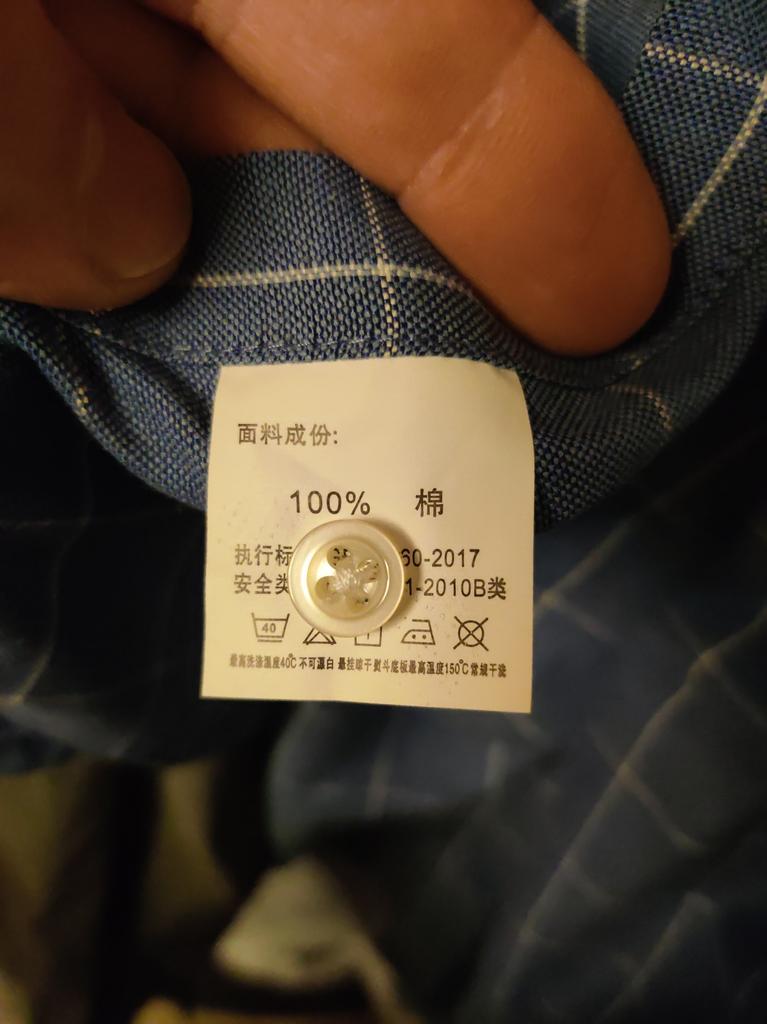 面料成份:
100% 棉
执行标 60-2017
安全类 1-2010B类
40
最高洗涤温度40℃ 不可漂白 悬挂晾干 熨斗底板最高温度150℃ 常规干洗